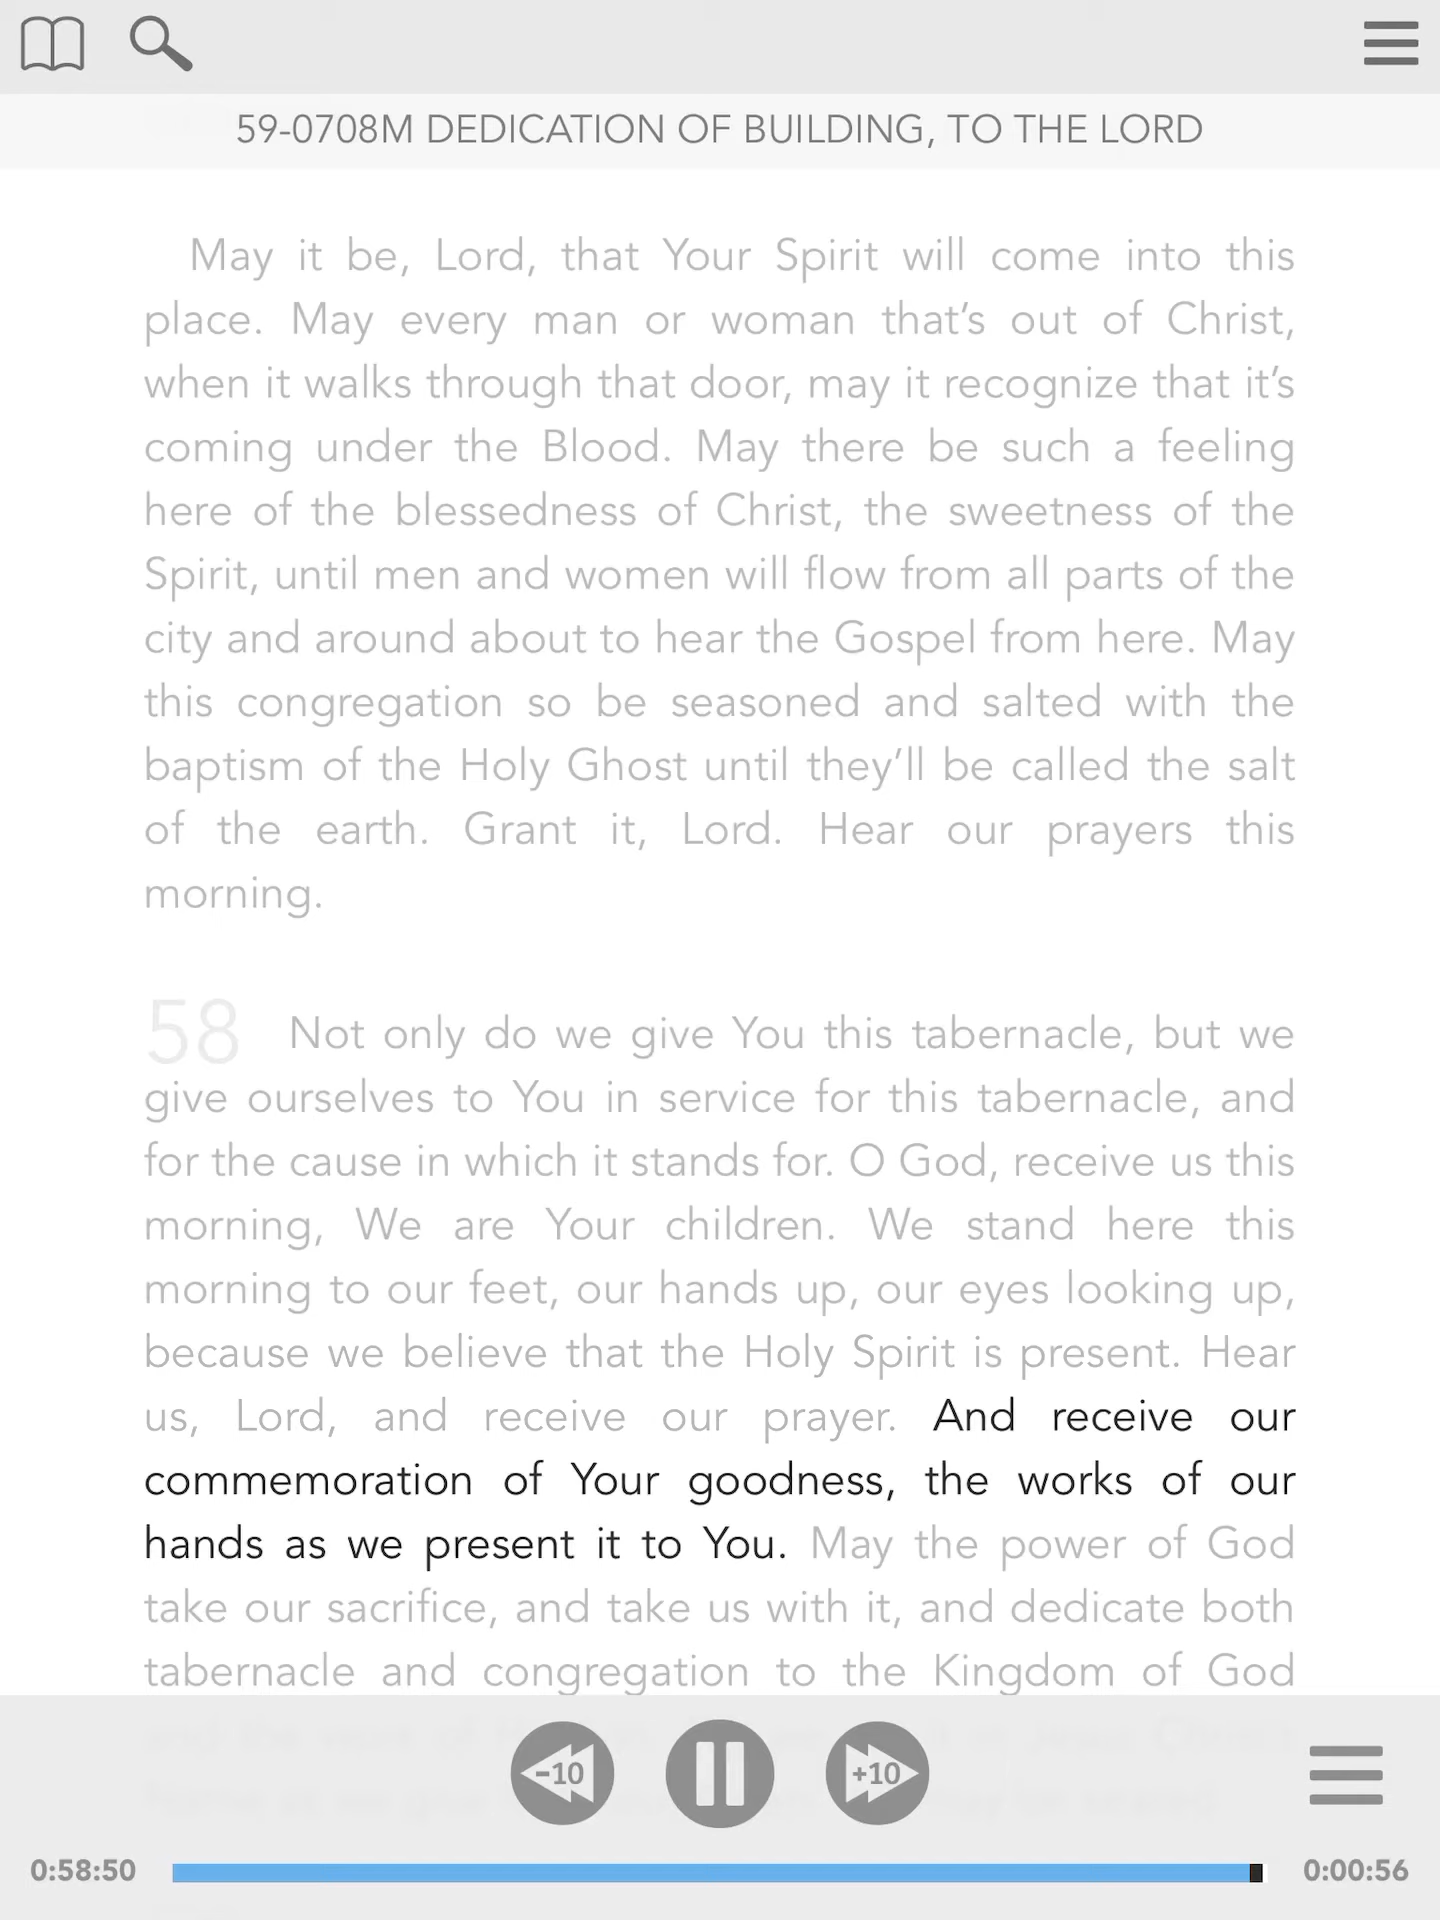 59-0708M DEDICATION OF BUILDING, TO THE LORD
May it be, Lord, that Your Spirit will come into this
place. May every man or woman that's out of Christ,
when it walks through that door, may it recognize that it's
coming under the Blood. May there be such a feeling
here of the blessedness of Christ, the sweetness of the
Spirit, until men and women will flow from all parts of the
city and around about to hear the Gospel from here. May
this congregation so be seasoned and salted with the
baptism of the Holy Ghost until they'll be called the salt
of the earth. Grant it, Lord. Hear our prayers this
morning.
58 Not only do we give You this tabernacle, but we
give ourselves to You in service for this tabernacle, and
for the cause in which it stands for. O God, receive us this
morning, We are Your children. We stand here this
morning to our feet, our hands up, our eyes looking up,
because we believe that the Holy Spirit is present. Hear
us, Lord, and receive our prayer. And receive our
commemoration of Your goodness, the works of our
hands as we present it to You. May the power of God
take our sacrifice, and take us with it, and dedicate both
tabernacle and congregation to the Kingdom of God
-10 +10
0:58:50 0:00:56